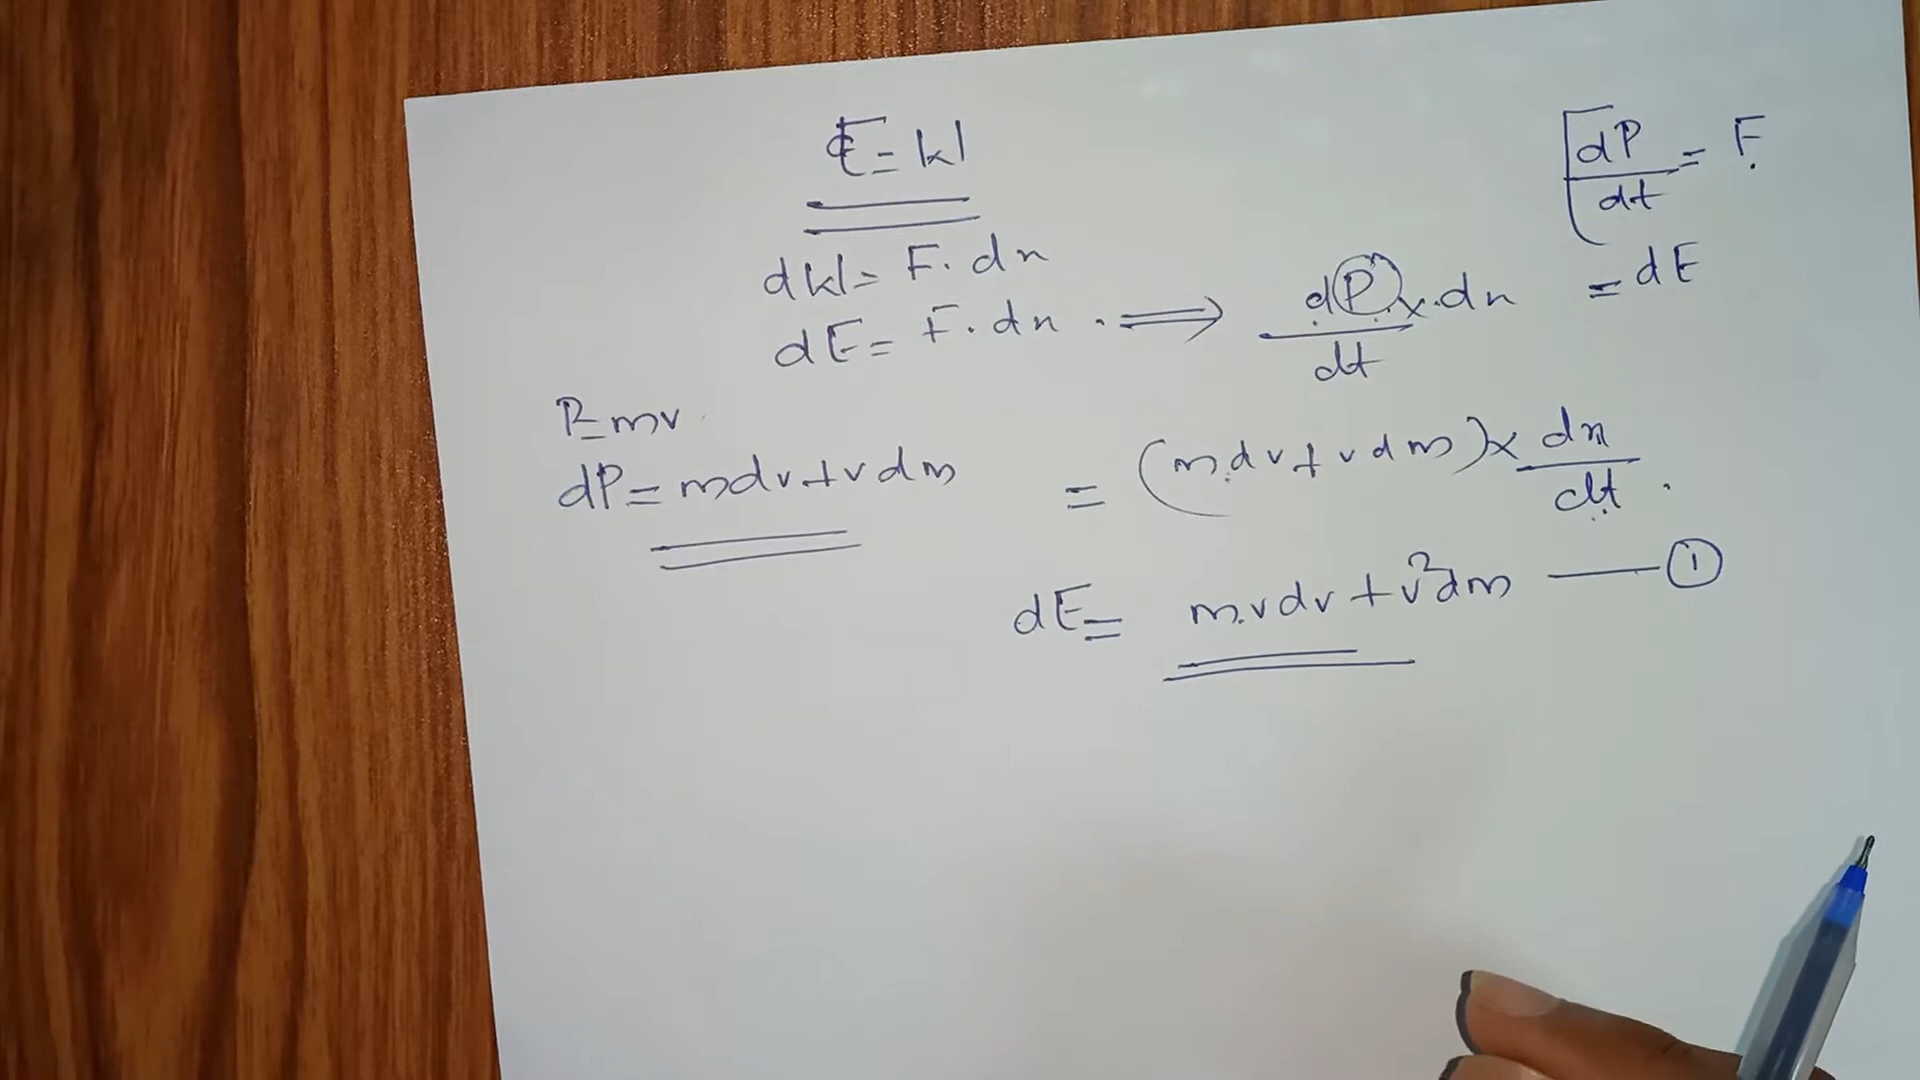 E = kl
dP/dt = F
dkl = F. dx
dE = F. dx . ⟹ dP/dt × . dx = dE
P = mv
dP = mdv + vdm
= (mdv + vdm) × dx/dt .
dE = mvdv + v²dm —— ①